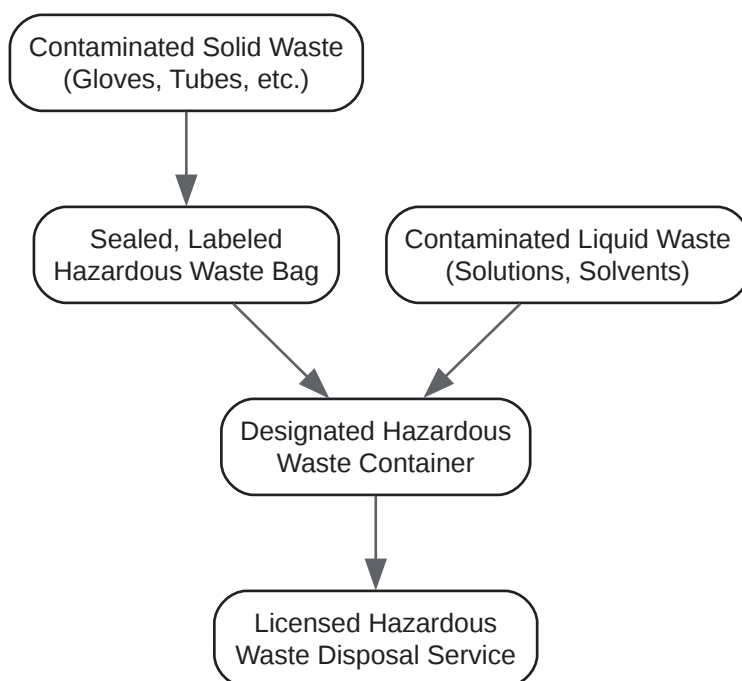 Contaminated Solid Waste
(Gloves, Tubes, etc.)
Sealed, Labeled
Hazardous Waste Bag
Contaminated Liquid Waste
(Solutions, Solvents)
Designated Hazardous
Waste Container
Licensed Hazardous
Waste Disposal Service